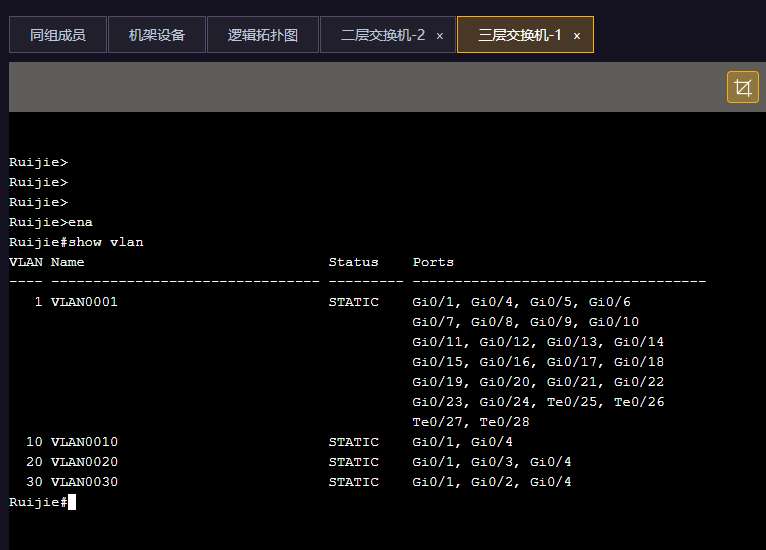 同组成员 机架设备 逻辑拓扑图 二层交换机-2 × 三层交换机-1 ×
Ruijie>
Ruijie>
Ruijie>
Ruijie>ena
Ruijie#show vlan
VLAN Name                             Status    Ports
---- -------------------------------- --------- -----------------------------------
   1 VLAN0001                         STATIC    Gi0/1, Gi0/4, Gi0/5, Gi0/6
                                                Gi0/7, Gi0/8, Gi0/9, Gi0/10
                                                Gi0/11, Gi0/12, Gi0/13, Gi0/14
                                                Gi0/15, Gi0/16, Gi0/17, Gi0/18
                                                Gi0/19, Gi0/20, Gi0/21, Gi0/22
                                                Gi0/23, Gi0/24, Te0/25, Te0/26
                                                Te0/27, Te0/28
  10 VLAN0010                         STATIC    Gi0/1, Gi0/4
  20 VLAN0020                         STATIC    Gi0/1, Gi0/3, Gi0/4
  30 VLAN0030                         STATIC    Gi0/1, Gi0/2, Gi0/4
Ruijie#